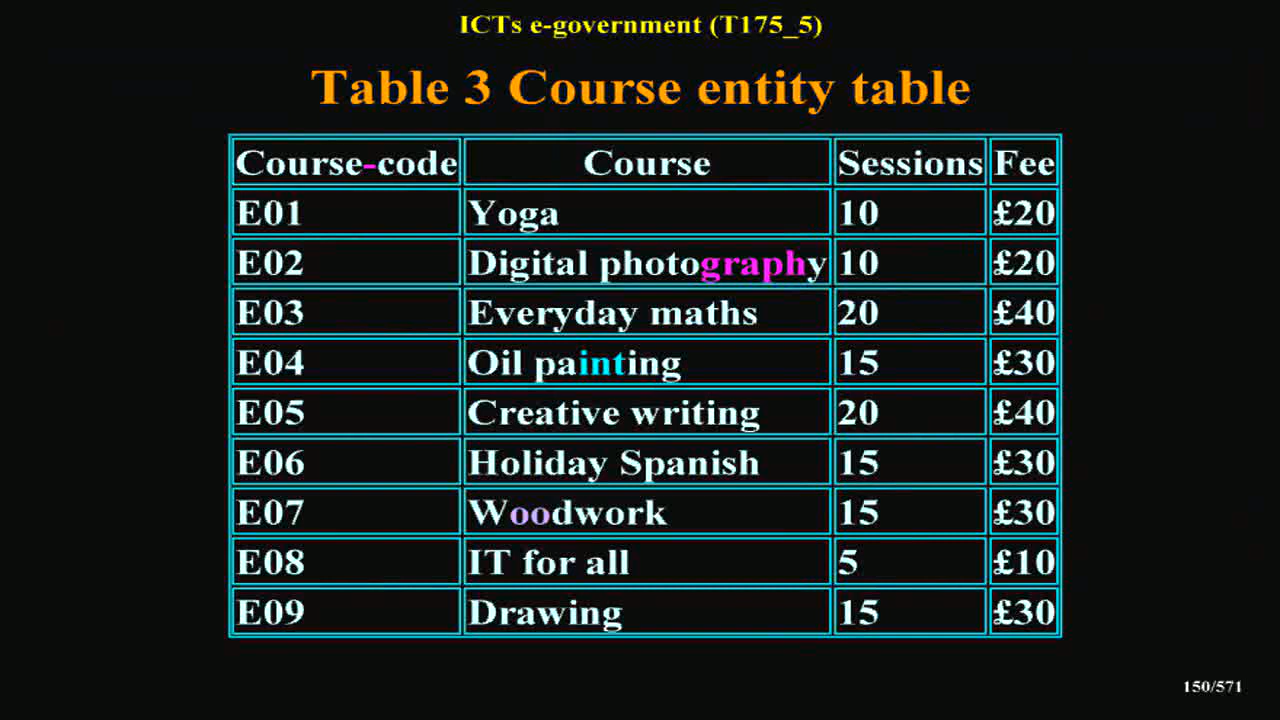 ICTs e-government (T175_5)
Table 3 Course entity table
Course-code Course Sessions Fee
E01 Yoga 10 £20
E02 Digital photography 10 £20
E03 Everyday maths 20 £40
E04 Oil painting 15 £30
E05 Creative writing 20 £40
E06 Holiday Spanish 15 £30
E07 Woodwork 15 £30
E08 IT for all 5 £10
E09 Drawing 15 £30
150/571